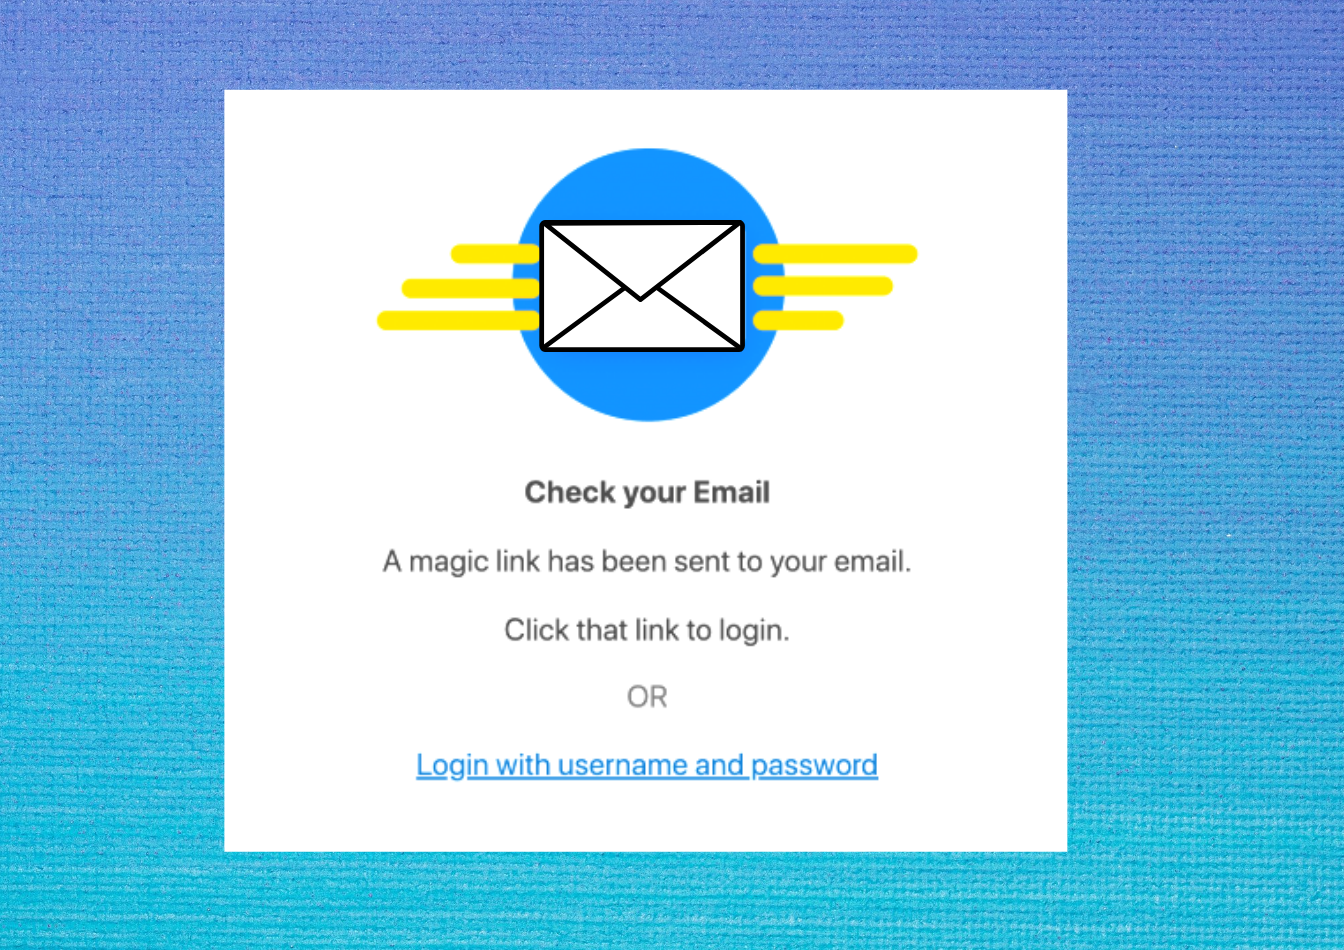 Check your Email
A magic link has been sent to your email.
Click that link to login.
OR
Login with username and password